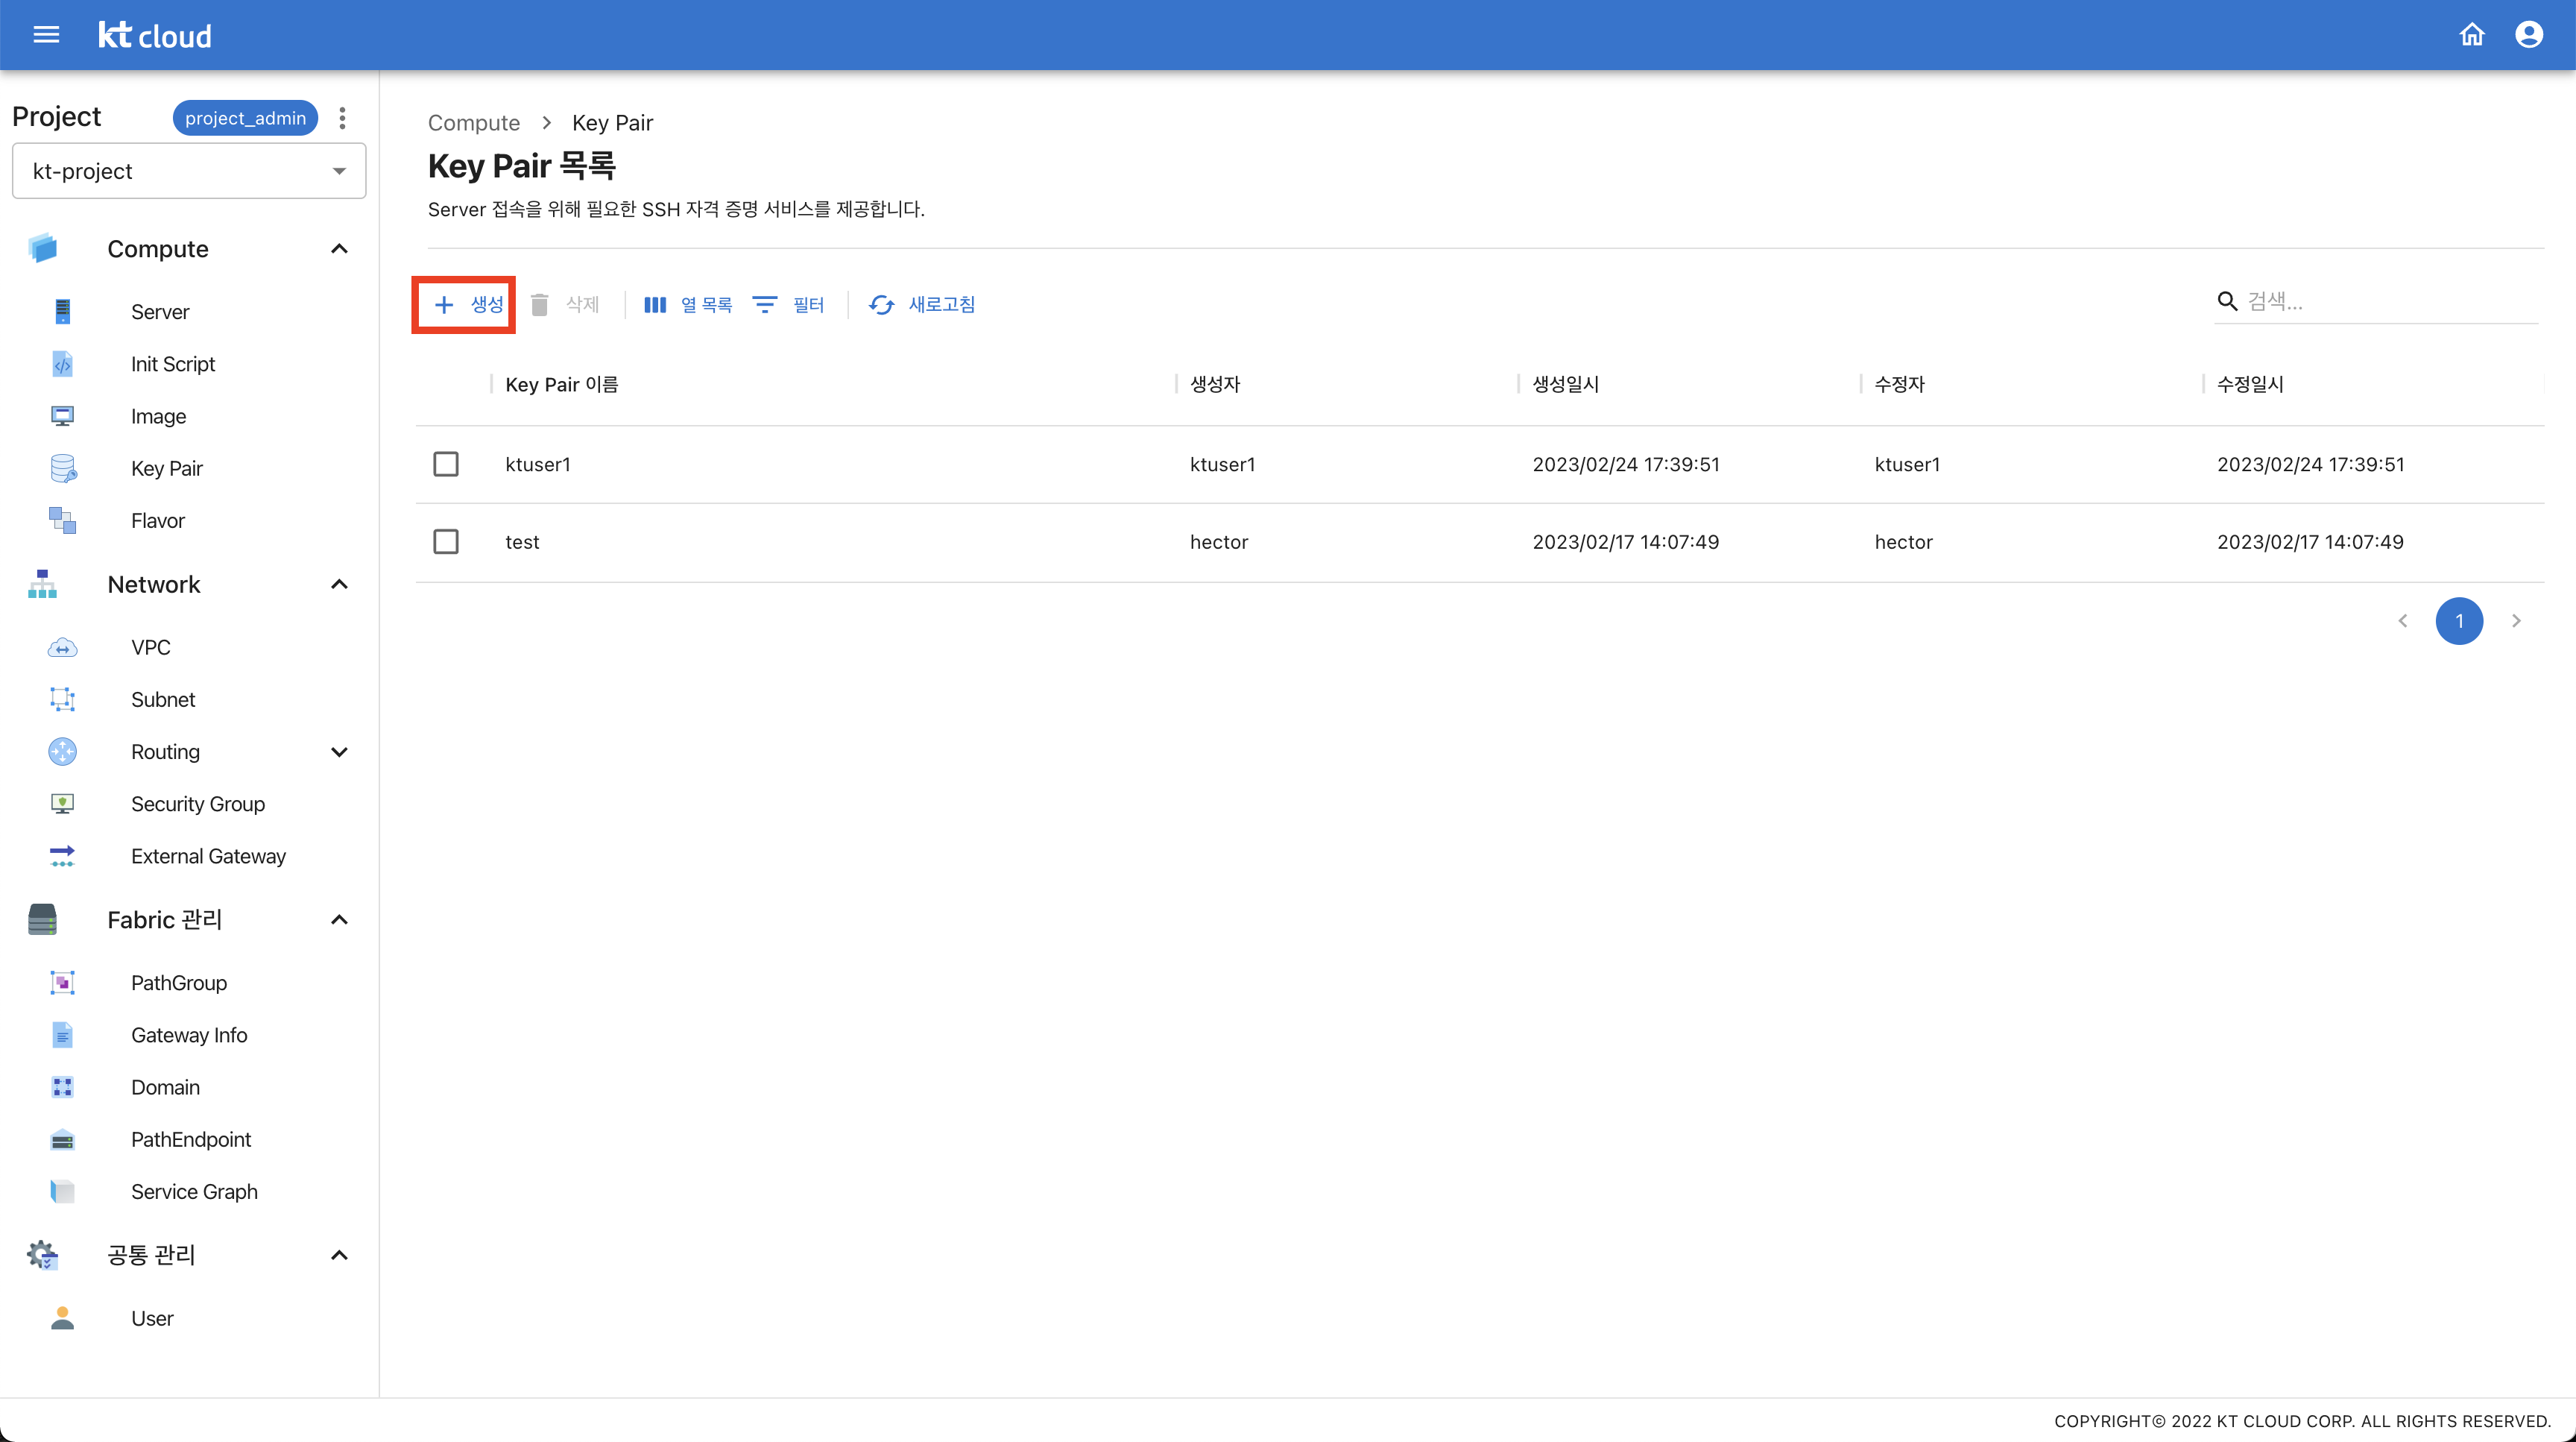 kt cloud
Project
project_admin
kt-project
Compute
Server
Init Script
Image
Key Pair
Flavor
Network
VPC
Subnet
Routing
Security Group
External Gateway
Fabric 관리
PathGroup
Gateway Info
Domain
PathEndpoint
Service Graph
공통 관리
User
Compute > Key Pair
Key Pair 목록
Server 접속을 위해 필요한 SSH 자격 증명 서비스를 제공합니다.
+ 생성 삭제 열 목록 필터 새로고침 검색...
Key Pair 이름 생성자 생성일시 수정자 수정일시
ktuser1 ktuser1 2023/02/24 17:39:51 ktuser1 2023/02/24 17:39:51
test hector 2023/02/17 14:07:49 hector 2023/02/17 14:07:49
1
COPYRIGHT© 2022 KT CLOUD CORP. ALL RIGHTS RESERVED.